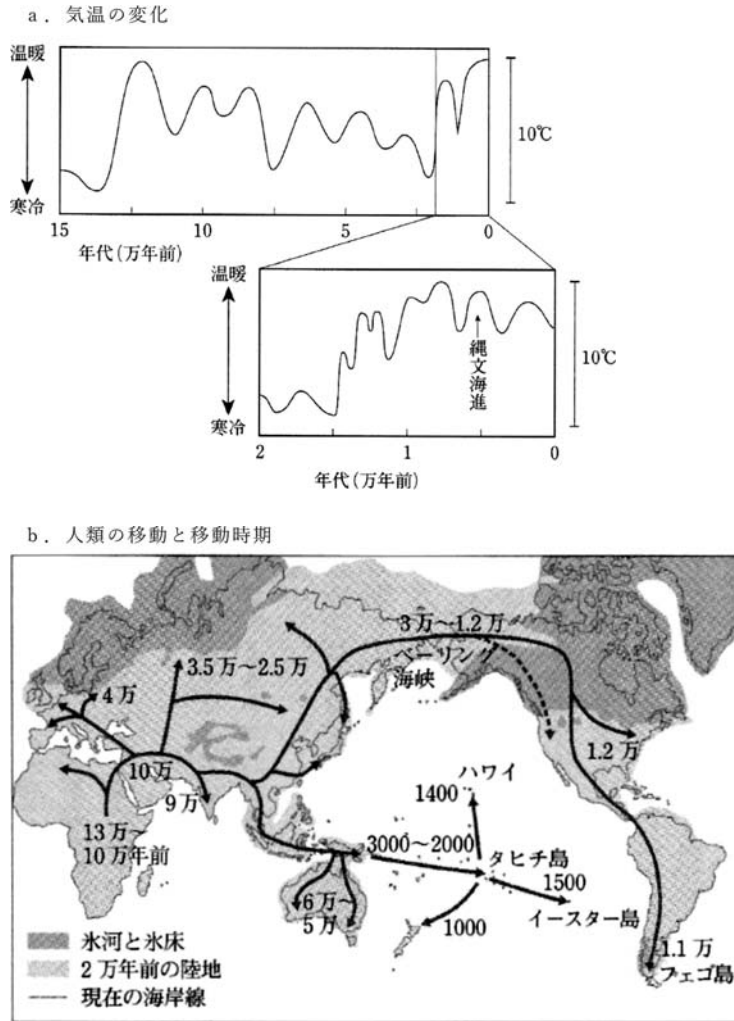 a．気温の変化
温暖
寒冷
10℃
15
10
5
0
年代(万年前)
温暖
寒冷
縄文海進
10℃
2
1
0
年代(万年前)
b．人類の移動と移動時期
3万～1.2万
ベーリング
海峡
3.5万～2.5万
4万
10万
9万
13万～
10万年前
1.2万
ハワイ
1400
3000～2000
タヒチ島
1500
イースター島
6万～
5万
1000
1.1万
フェゴ島
氷河と氷床
2万年前の陸地
現在の海岸線